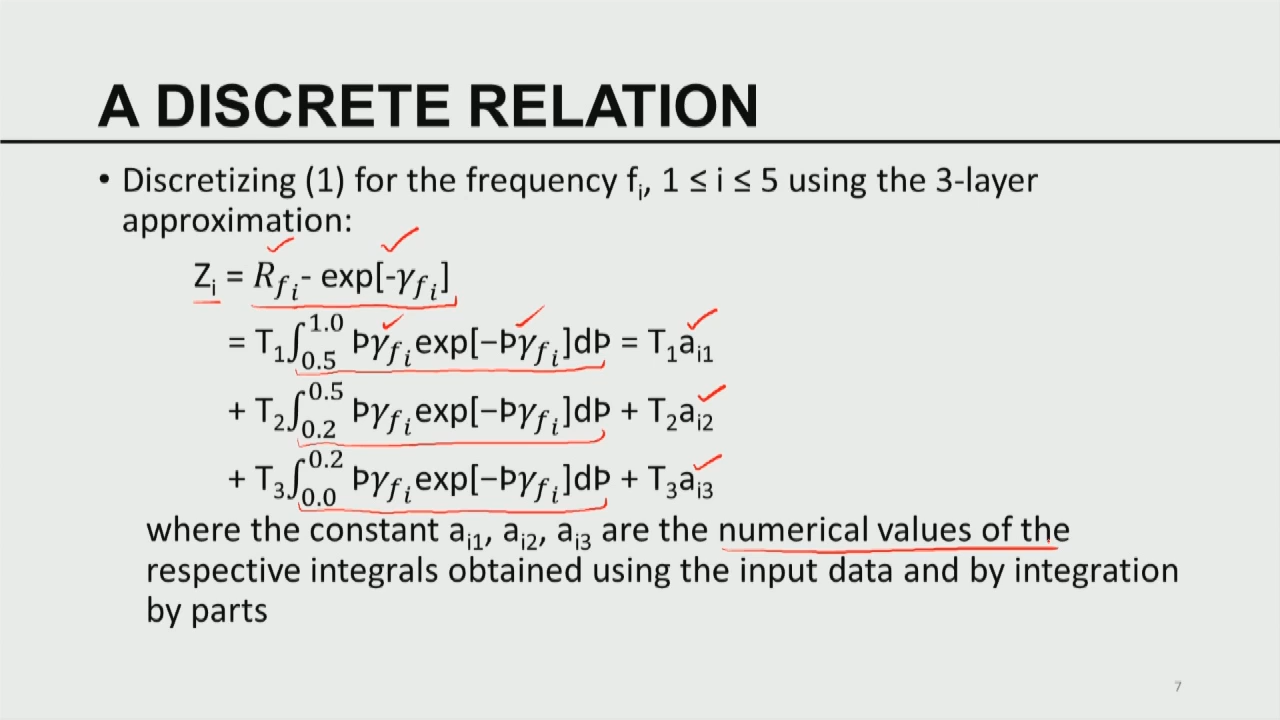 A DISCRETE RELATION
• Discretizing (1) for the frequency fᵢ, 1 ≤ i ≤ 5 using the 3-layer
approximation:
Zᵢ = R_{f_i}- exp[-γ_{f_i}]
= T₁∫_{0.5}^{1.0} Þγ_{f_i}exp[−Þγ_{f_i}]dÞ = T₁a_{i1}
+ T₂∫_{0.2}^{0.5} Þγ_{f_i}exp[−Þγ_{f_i}]dÞ + T₂a_{i2}
+ T₃∫_{0.0}^{0.2} Þγ_{f_i}exp[−Þγ_{f_i}]dÞ + T₃a_{i3}
where the constant a_{i1}, a_{i2}, a_{i3} are the numerical values of the
respective integrals obtained using the input data and by integration
by parts
7